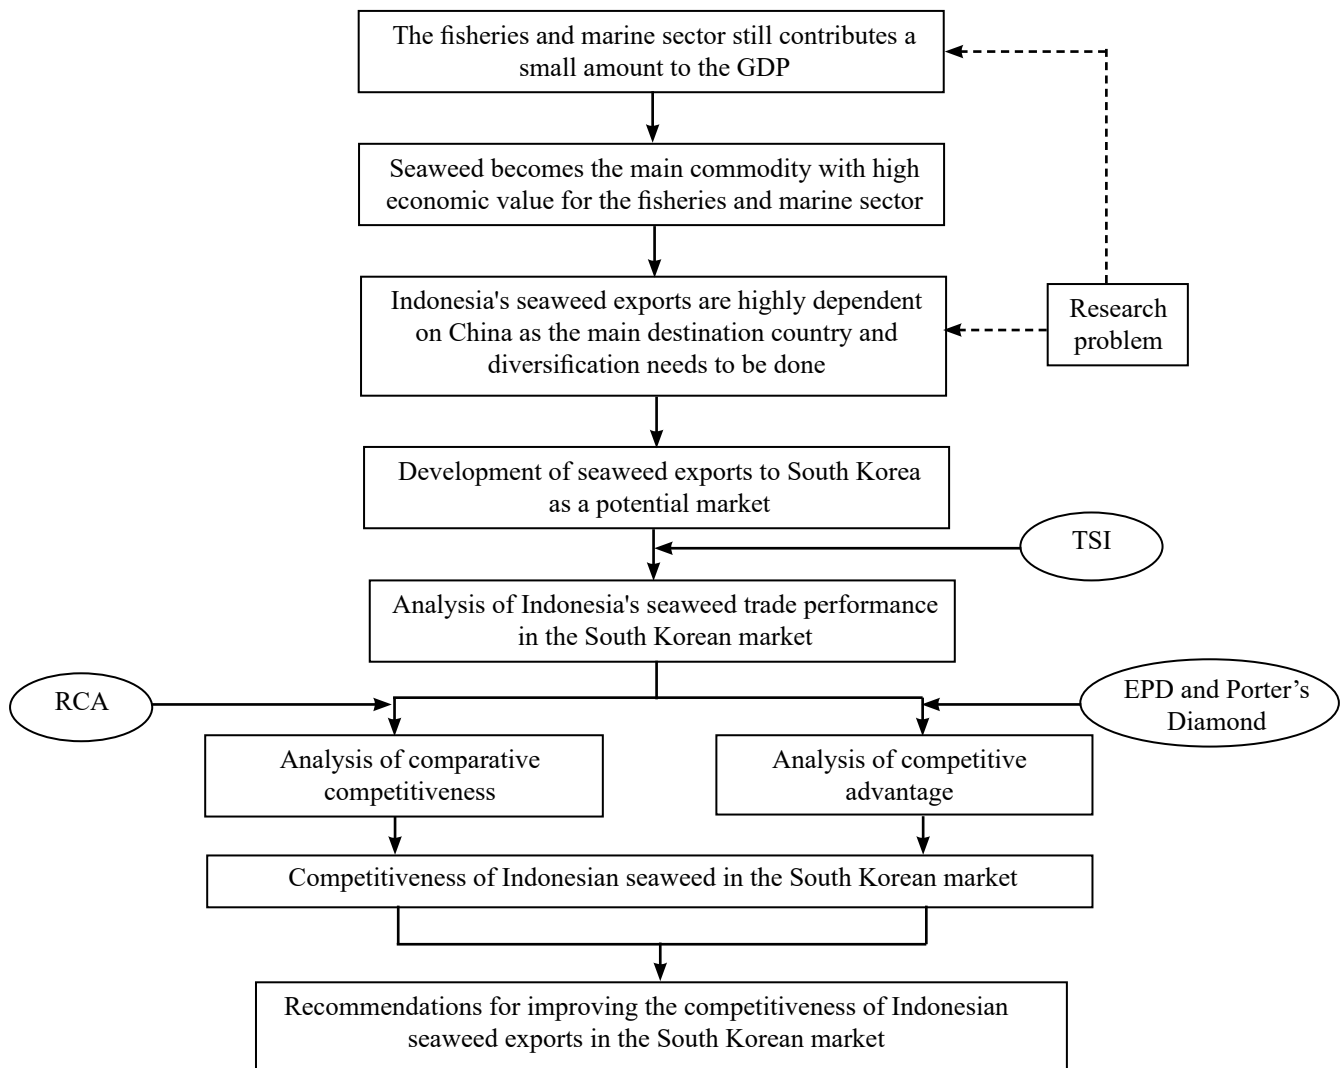 The fisheries and marine sector still contributes a
small amount to the GDP
Seaweed becomes the main commodity with high
economic value for the fisheries and marine sector
Indonesia's seaweed exports are highly dependent
on China as the main destination country and
diversification needs to be done
Research
problem
Development of seaweed exports to South Korea
as a potential market
TSI
Analysis of Indonesia's seaweed trade performance
in the South Korean market
RCA
EPD and Porter’s
Diamond
Analysis of comparative
competitiveness
Analysis of competitive
advantage
Competitiveness of Indonesian seaweed in the South Korean market
Recommendations for improving the competitiveness of Indonesian
seaweed exports in the South Korean market